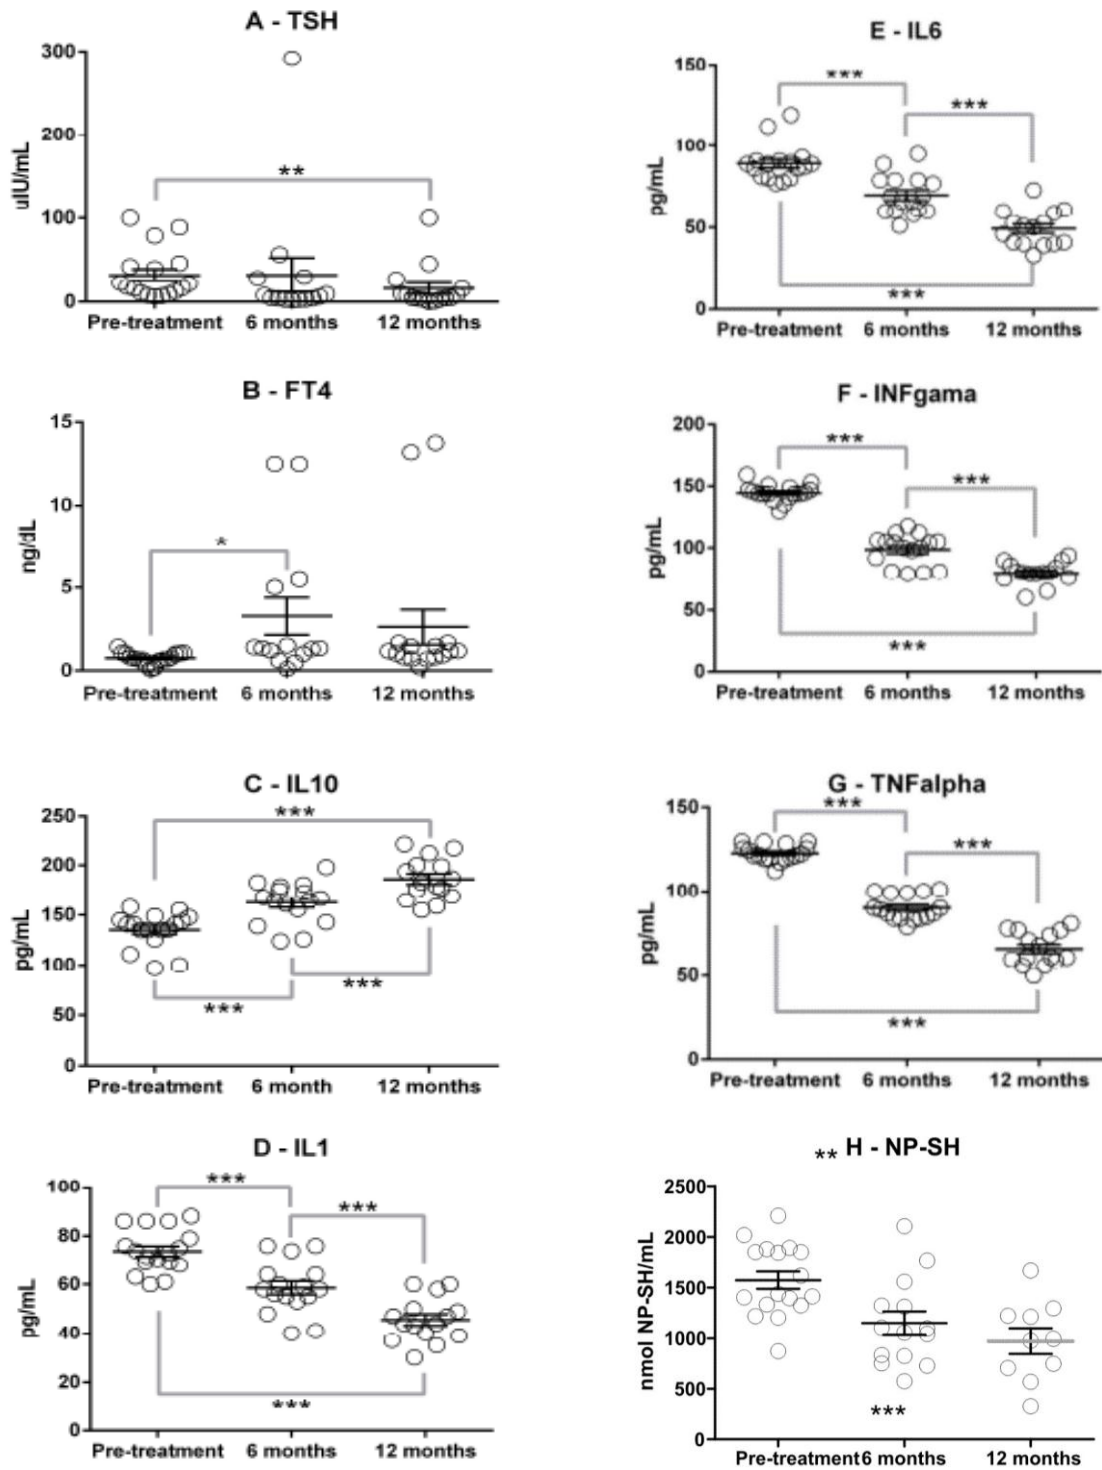 A - TSH
uIU/mL
300
200
100
0
**
Pre-treatment 6 months 12 months
B - FT4
ng/dL
15
10
5
0
*
Pre-treatment 6 months 12 months
C - IL10
pg/mL
250
200
150
100
50
0
***
***
***
Pre-treatment 6 month 12 months
D - IL1
pg/mL
100
80
60
40
20
0
***
***
***
Pre-treatment 6 months 12 months
E - IL6
pg/mL
150
100
50
0
***
***
***
Pre-treatment 6 months 12 months
F - INFgama
pg/mL
200
150
100
50
0
***
***
***
Pre-treatment 6 months 12 months
G - TNFalpha
pg/mL
150
100
50
0
***
***
***
Pre-treatment 6 months 12 months
** H - NP-SH
nmol NP-SH/mL
2500
2000
1500
1000
500
0
***
Pre-treatment 6 months 12 months